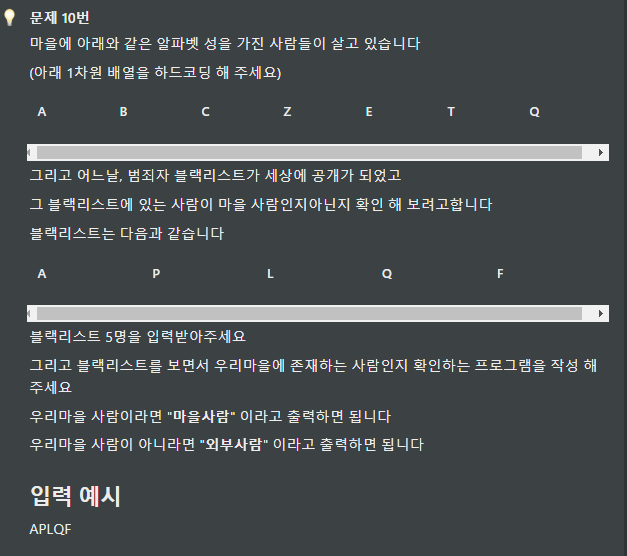 문제 10번
마을에 아래와 같은 알파벳 성을 가진 사람들이 살고 있습니다
(아래 1차원 배열을 하드코딩 해 주세요)
A B C Z E T Q
그리고 어느날, 범죄자 블랙리스트가 세상에 공개가 되었고
그 블랙리스트에 있는 사람이 마을 사람인지아닌지 확인 해 보려고합니다
블랙리스트는 다음과 같습니다
A P L Q F
블랙리스트 5명을 입력받아주세요
그리고 블랙리스트를 보면서 우리마을에 존재하는 사람인지 확인하는 프로그램을 작성 해
주세요
우리마을 사람이라면 "마을사람" 이라고 출력하면 됩니다
우리마을 사람이 아니라면 "외부사람" 이라고 출력하면 됩니다
입력 예시
APLQF